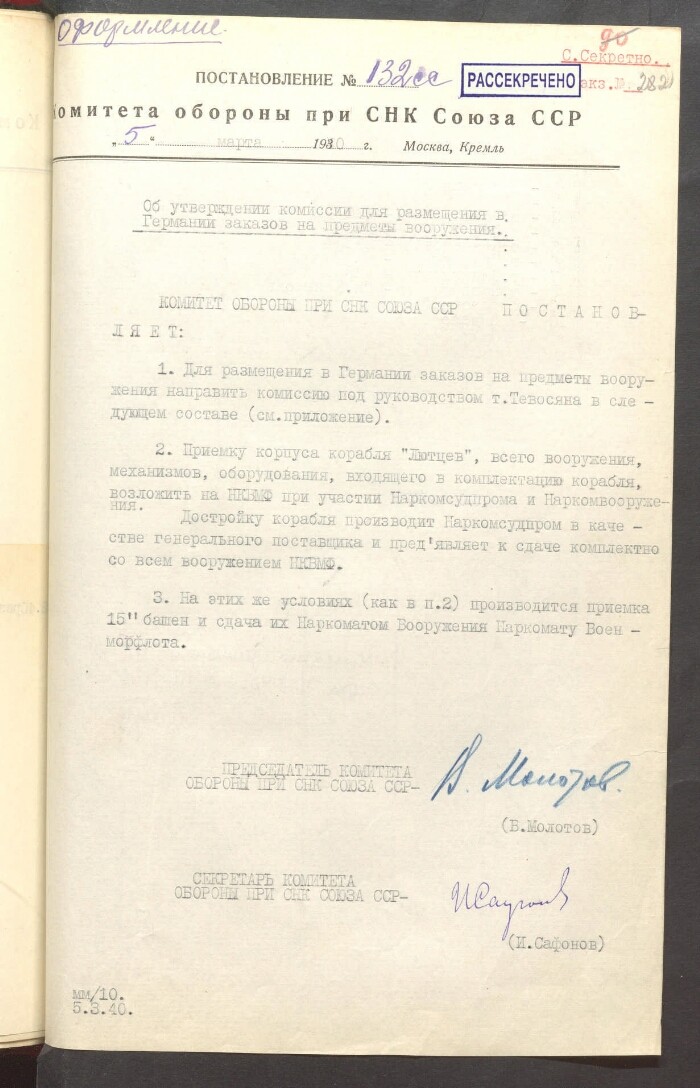 Оформление.
до
С.Секретно.
ПОСТАНОВЛЕНИЕ № 132сс
РАССЕКРЕЧЕНО
экз.№
Комитета обороны при СНК Союза ССР
„5" марта 1940 г. Москва, Кремль
Об утверждении комиссии для размещения в
Германии заказов на предметы вооружения.
КОМИТЕТ ОБОРОНЫ ПРИ СНК СОЮЗА ССР П О С Т А Н О В-
Л Я Е Т:
1. Для размещения в Германии заказов на предметы воору-
жения направить комиссию под руководством т.Тевосяна в сле -
дующем составе (см.приложение).
2. Приемку корпуса корабля "Лютцев", всего вооружения,
механизмов, оборудования, входящего в комплектацию корабля,
возложить на НКВМФ при участии Наркомсудпрома и Наркомвооруже-
ния.
Достройку корабля производит Наркомсудпром в каче -
стве генерального поставщика и пред'являет к сдаче комплектно
со всем вооружением НКВМФ.
3. На этих же условиях (как в п.2) производится приемка
15" башен и сдача их Наркоматом Вооружения Наркомату Воен -
морфлота.
ПРЕДСЕДАТЕЛЬ КОМИТЕТА
ОБОРОНЫ ПРИ СНК СОЮЗА ССР-
В. Молотов.
(В.Молотов)
СЕКРЕТАРЬ КОМИТЕТА
ОБОРОНЫ ПРИ СНК СОЮЗА ССР-
И Сафонов
(И.Сафонов)
мм/10.
5.3.40.